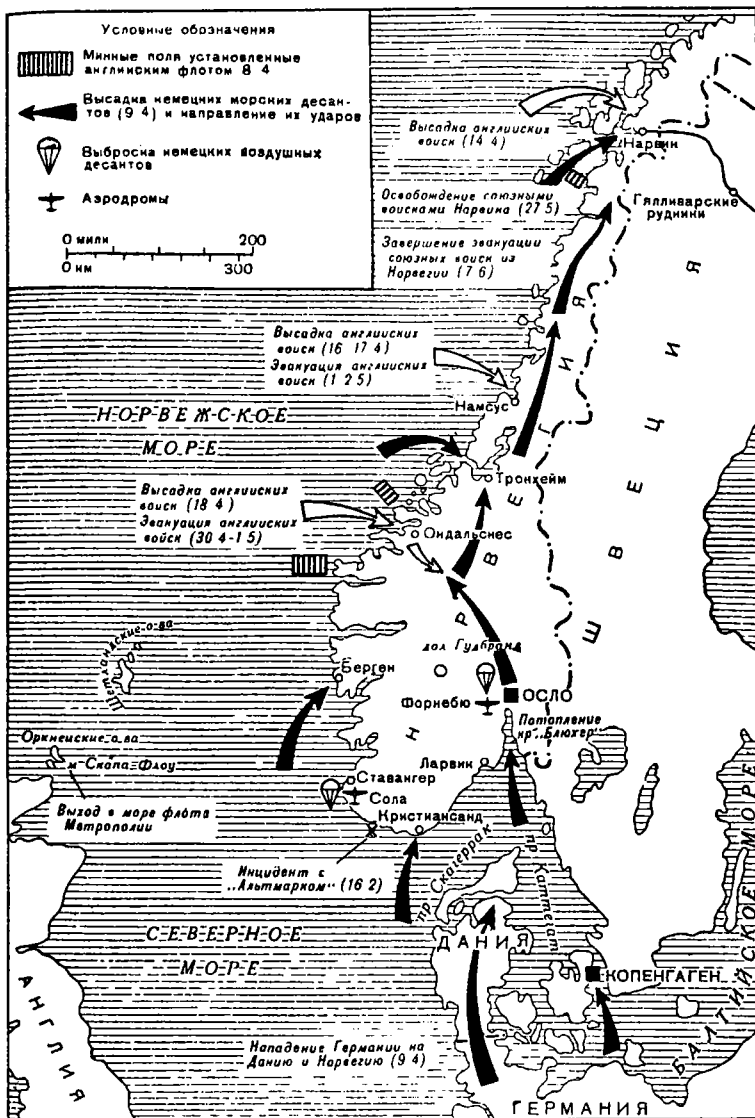 Условные обозначения
Минные поля установленные
английским флотом 8 4
Высадка немецких морских десан-
тов (9 4) и направление их ударов
Выброска немецких воздушных
десантов
Аэродромы
0 мили 200
0 км 300
Высадка английских
войск (14 4)
Нарвик
Освобождение союзными
войсками Нарвика (27 5)
Гялливарские
рудники
Завершение эвакуации
союзных войск из
Норвегии (7 6)
Высадка английских
войск (16 17 4)
Эвакуация английских
войск (1 2 5)
Намсус
НОРВЕЖСКОЕ
МОРЕ
Тронхейм
Высадка английских
войск (18 4)
Эвакуация английских
войск (30 4-1 5)
Ондальснес
НОРВЕГИЯ
ШВЕЦИЯ
Шетландские о-ва
дол Гудбранд
Берген
Форнебю
ОСЛО
Потопление
кр "Блюхер"
Оркнейские о-ва
м Скапа-Флоу
Ларвик
Ставангер
Сола
Выход в море флота
Метрополии
Кристиансанд
Инцидент с
„Альтмарком" (16 2)
пр Скагеррак
пр Каттегат
СЕВЕРНОЕ
МОРЕ
ДАНИЯ
КОПЕНГАГЕН
БАЛТИЙСКОЕ МОРЕ
АНГЛИЯ
Нападение Германии на
Данию и Норвегию (9 4)
ГЕРМАНИЯ